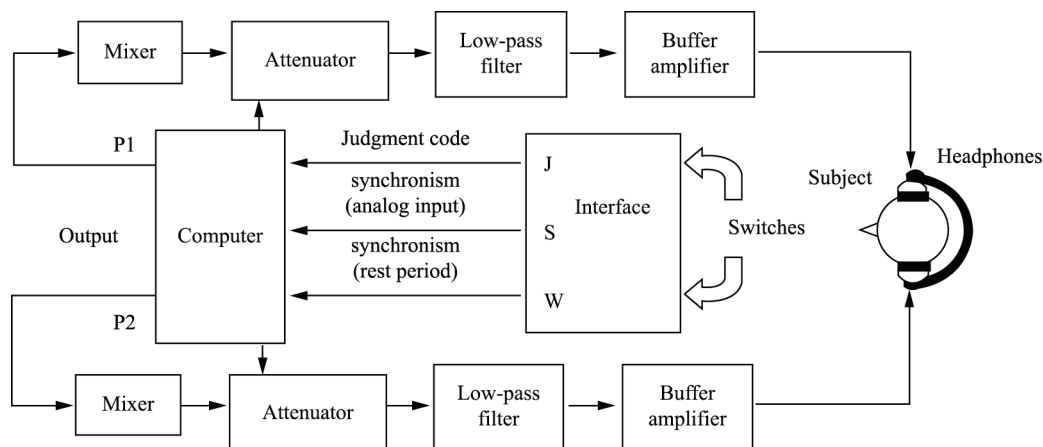 Mixer
Attenuator
Low-pass
filter
Buffer
amplifier
P1
Judgment code
J
Headphones
synchronism
(analog input)
Subject
Output
Computer
Interface
S
Switches
synchronism
(rest period)
W
P2
Mixer
Attenuator
Low-pass
filter
Buffer
amplifier